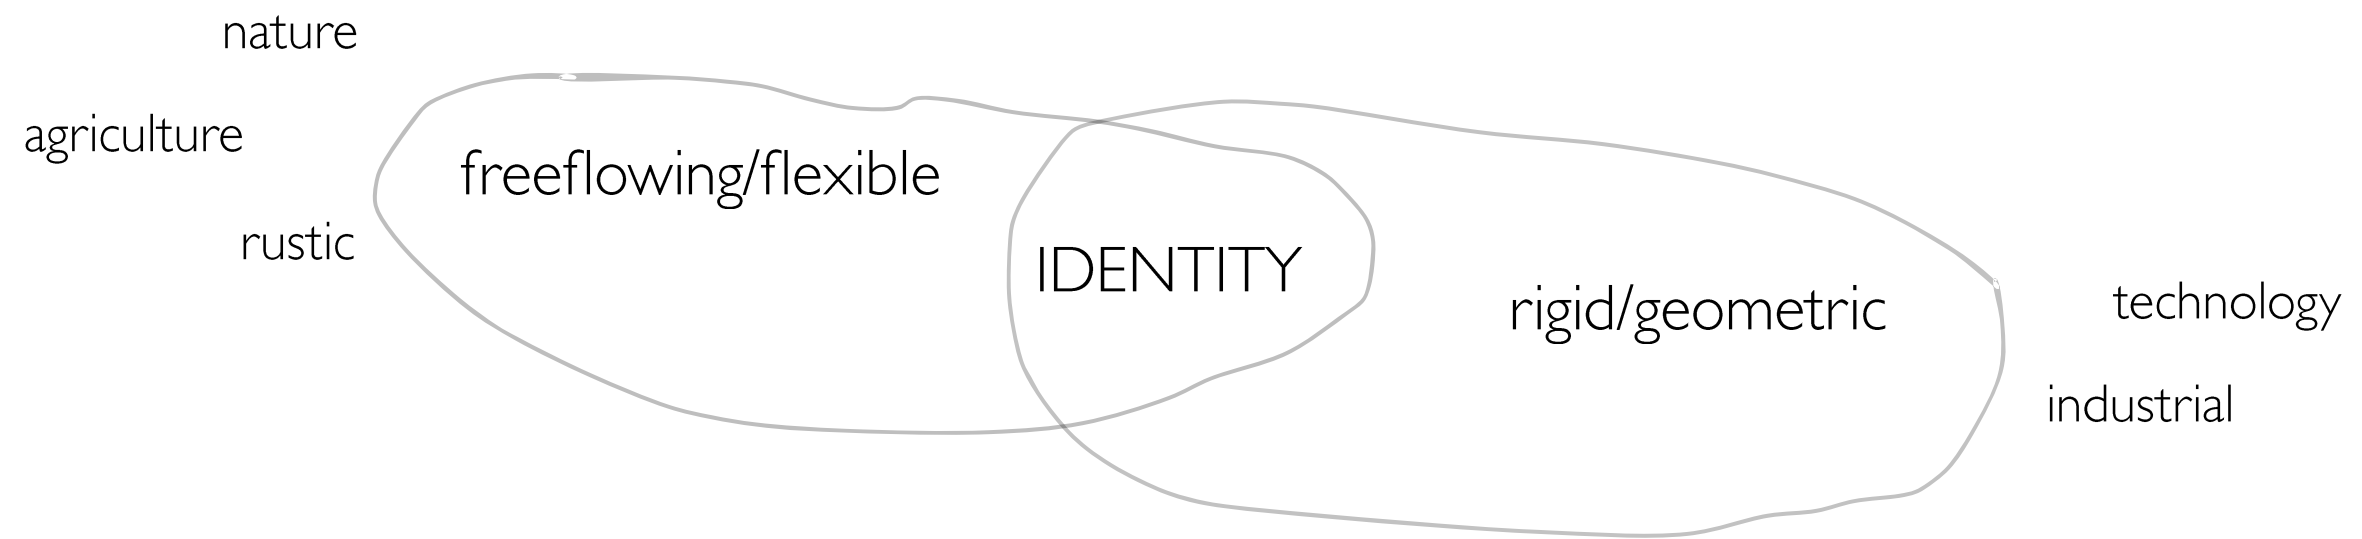 nature
agriculture
rustic
freeflowing/flexible
IDENTITY
rigid/geometric
technology
industrial